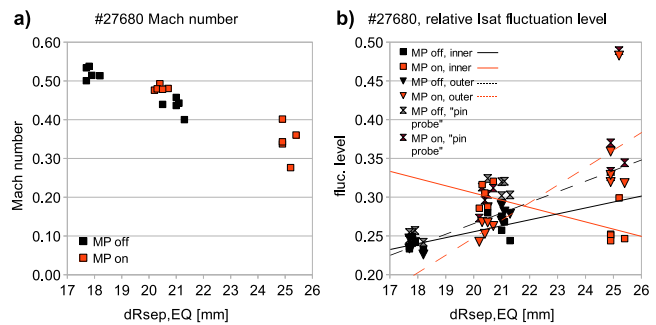 a) #27680 Mach number
0.60
0.50
0.40
0.30
0.20
0.10
0.00
Mach number
MP off
MP on
17 18 19 20 21 22 23 24 25 26
dRsep,EQ [mm]
b) #27680, relative Isat fluctuation level
0.50
0.45
0.40
0.35
0.30
0.25
0.20
fluc. level
MP off, inner
MP on, inner
MP off, outer
MP on, outer
MP off, "pin
probe"
MP on, "pin
probe"
17 18 19 20 21 22 23 24 25 26
dRsep,EQ [mm]